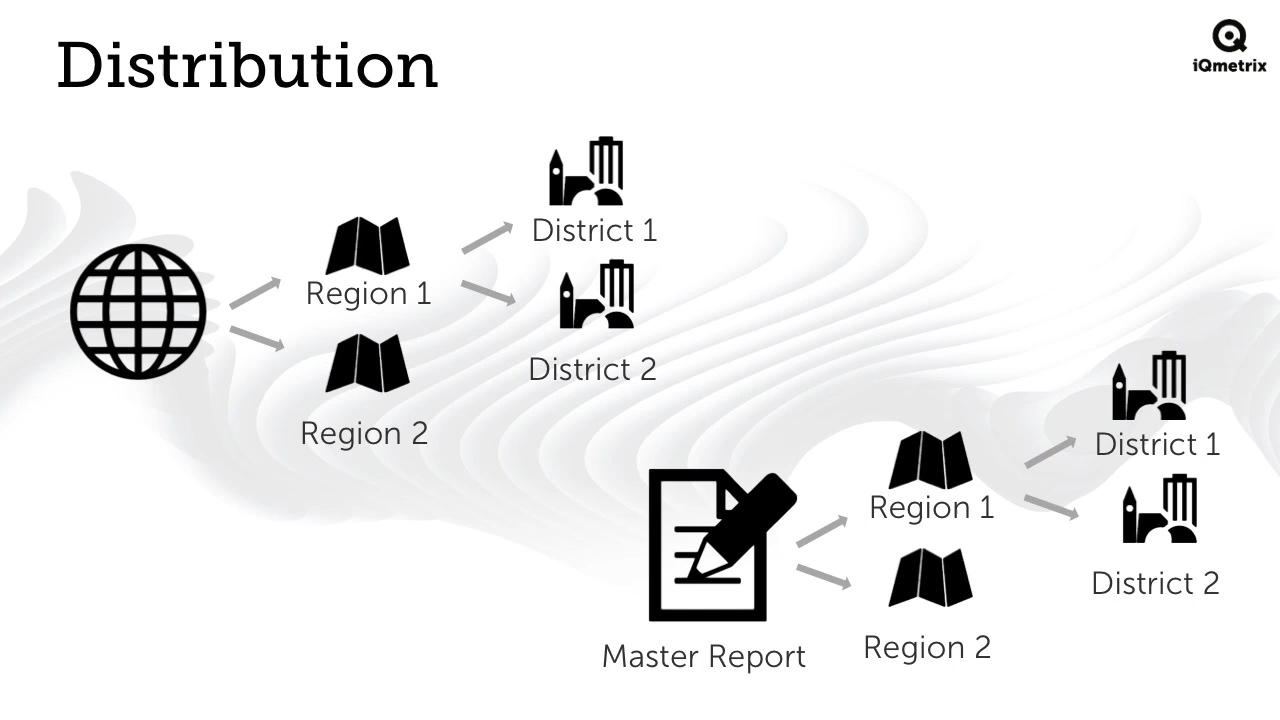 Distribution
iQmetrix
District 1
Region 1
District 2
Region 2
District 1
Region 1
District 2
Region 2
Master Report